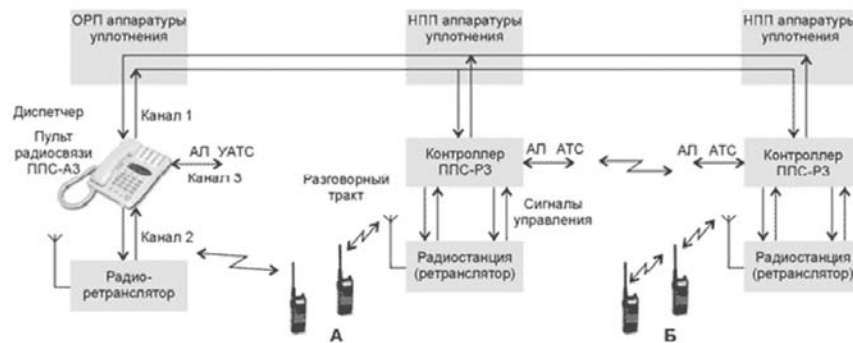 ОРП аппаратуры
уплотнения
НПП аппаратуры
уплотнения
НПП аппаратуры
уплотнения
Диспетчер
Канал 1
Пульт
радиосвязи
ППС-АЗ
АЛ УАТС
Канал 3
Контроллер
ППС-РЗ
АЛ АТС
АЛ АТС
Контроллер
ППС-РЗ
Разговорный
тракт
Сигналы
управления
Канал 2
Радио-
ретранслятор
Радиостанция
(ретранслятор)
Радиостанция
(ретранслятор)
А
Б